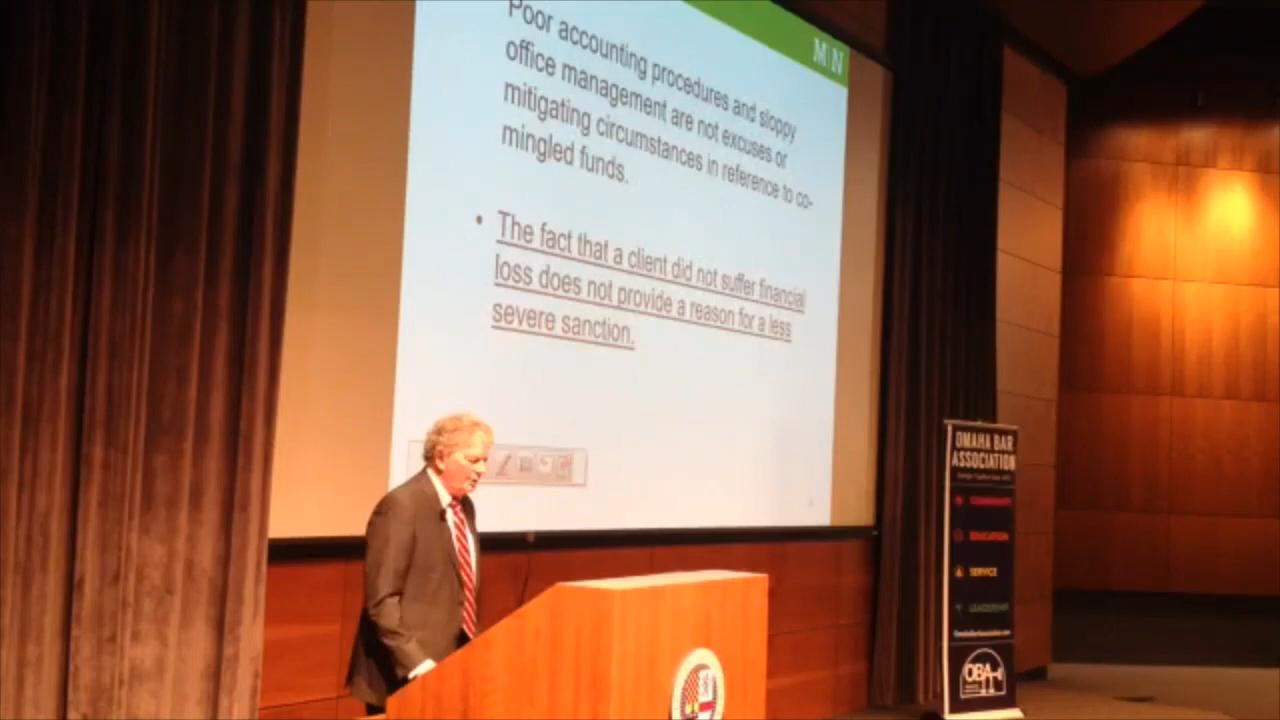 M|N
Poor accounting procedures and sloppy
office management are not excuses or
mitigating circumstances in reference to co-
mingled funds.
• The fact that a client did not suffer financial
loss does not provide a reason for a less
severe sanction.
OMAHA BAR
ASSOCIATION
COMMUNITY
EDUCATION
SERVICE
LEADERSHIP
omahabarassociation.com
OBA